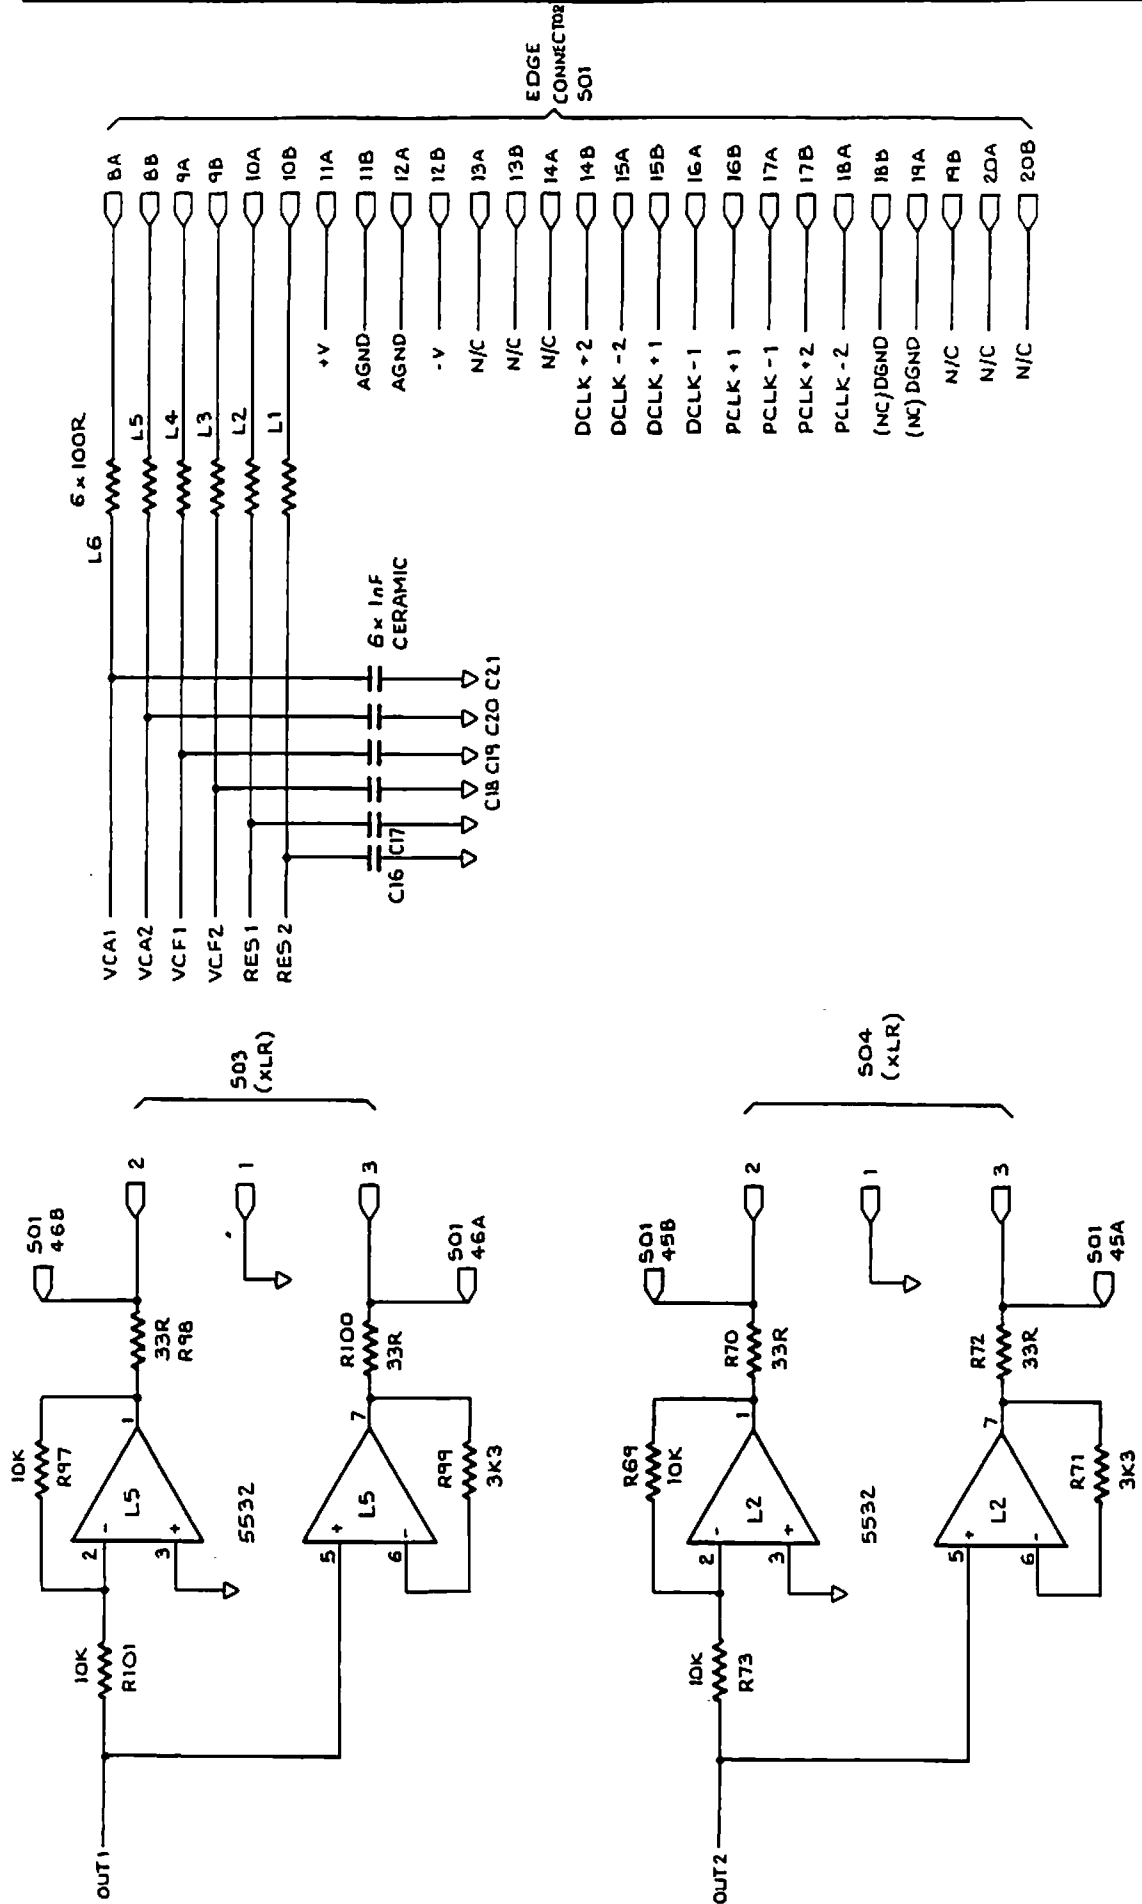 EDGE
CONNECTOR
S01
6 x 100R
L6
L5
L4
L3
L2
L1
8A
8B
9A
9B
10A
10B
11A
11B
12A
12B
13A
13B
14A
14B
15A
15B
16A
16B
17A
17B
18A
18B
19A
19B
20A
20B
+V
AGND
AGND
-V
N/C
N/C
N/C
DCLK +2
DCLK -2
DCLK +1
DCLK -1
PCLK +1
PCLK -1
PCLK +2
PCLK -2
(NC)DGND
(NC) DGND
N/C
N/C
N/C
VCA1
VCA2
VCF1
VCF2
RES1
RES2
6 x 1nF
CERAMIC
C16
C17
C18
C19
C20
C21
OUT1
10K
R101
10K
R97
2
-
3
+
L5
1
5532
33R
R98
S01
46B
2
1
5
+
6
-
L5
7
R99
3K3
R100
33R
S01
46A
3
S03
(XLR)
OUT2
10K
R73
R69
10K
2
-
3
+
L2
1
5532
R70
33R
S01
45B
2
1
5
+
6
-
L2
7
R71
3K3
R72
33R
S01
45A
3
S04
(XLR)